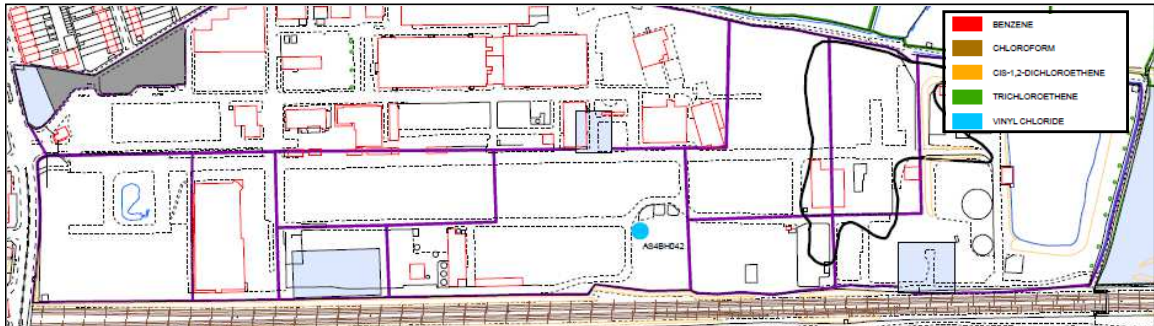 BENZENE
CHLOROFORM
CIS-1,2-DICHLOROETHENE
TRICHLOROETHENE
VINYL CHLORIDE
AS4BH042